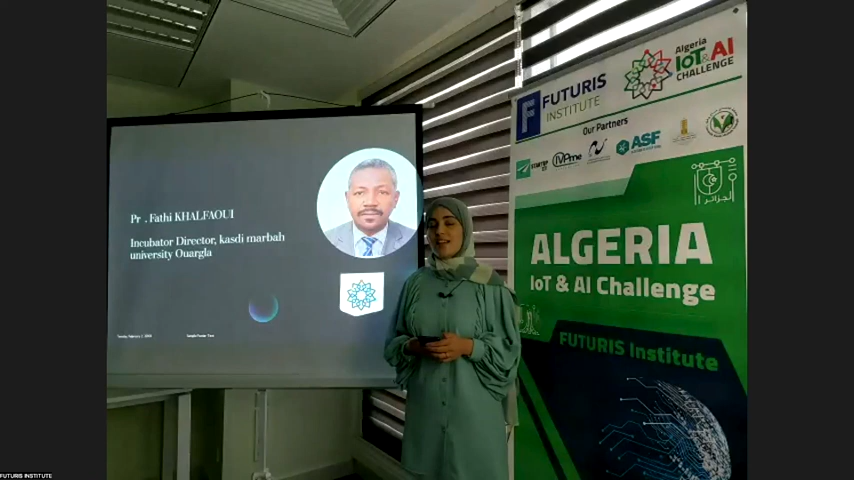 Pr . Fathi KHALFAOUI
Incubator Director, kasdi marbah
university Ouargla
F FUTURIS
INSTITUTE
Algeria
IoT & AI
CHALLENGE
Our Partners
IVPme
ASF
الجزائر
ALGERIA
IoT & AI Challenge
FUTURIS Institute
FUTURIS INSTITUTE